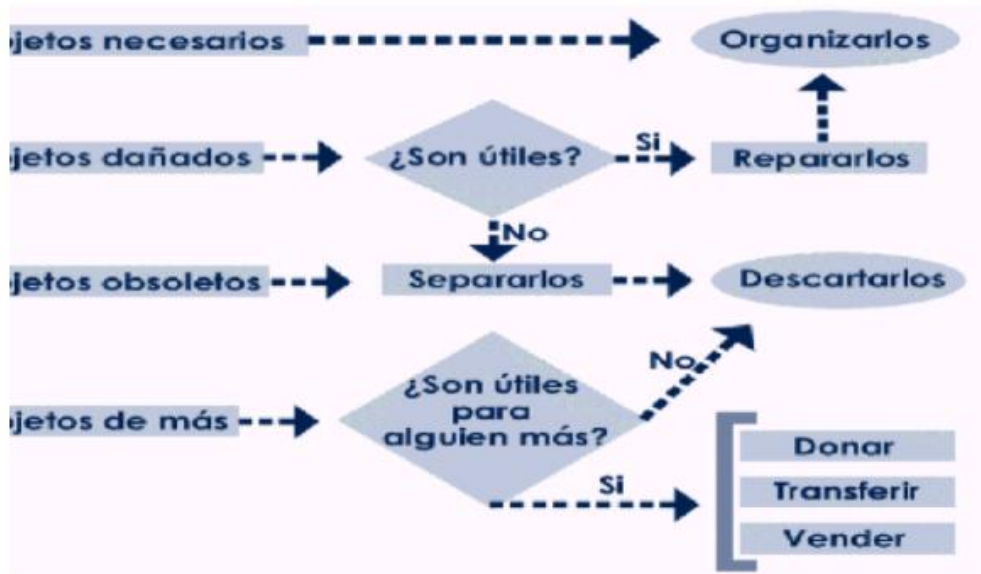 jetos necesarios
Organizarlos
jetos dañados
¿Son útiles?
Si
Repararlos
No
jetos obsoletos
Separarlos
Descartarlos
jetos de más
¿Son útiles
para
alguien más?
No
Si
Donar
Transferir
Vender